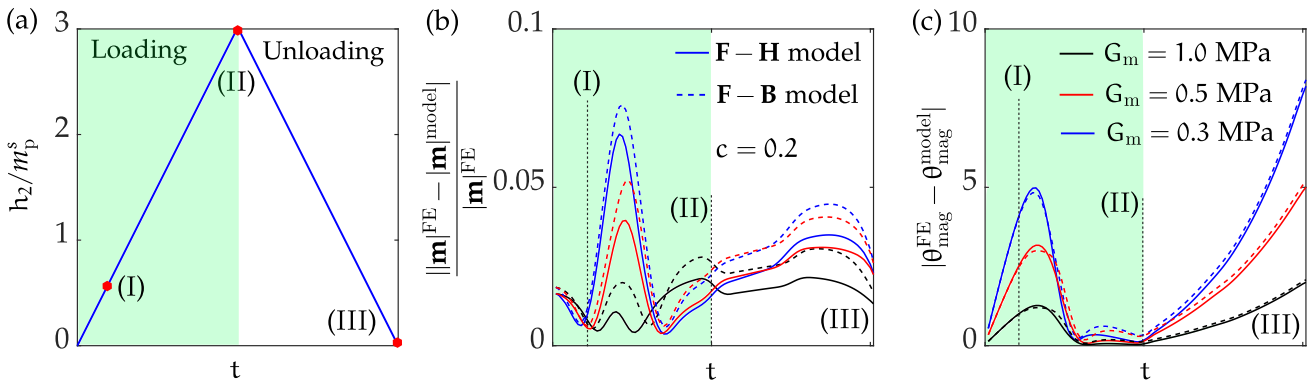 (a)
3
2
1
0
h₂/mₚˢ
Loading
Unloading
(I)
(II)
(III)
t
(b)
0.1
0.05
0
||𝐦|ᶠᴱ − |𝐦|ᵐᵒᵈᵉˡ|
|𝐦|ᶠᴱ
(I)
F − H model
F − B model
c = 0.2
(II)
(III)
t
(c)
10
5
0
|θ_mag^FE − θ_mag^model|
(I)
G_m = 1.0 MPa
G_m = 0.5 MPa
G_m = 0.3 MPa
(II)
(III)
t